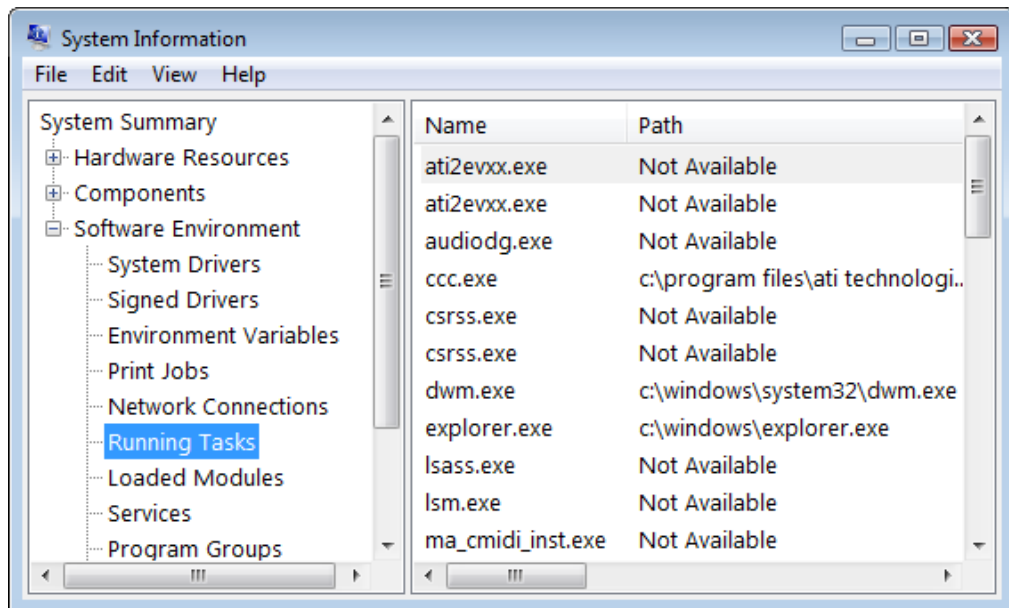 System Information
File Edit View Help
System Summary
Hardware Resources
Components
Software Environment
System Drivers
Signed Drivers
Environment Variables
Print Jobs
Network Connections
Running Tasks
Loaded Modules
Services
Program Groups
Name Path
ati2evxx.exe Not Available
ati2evxx.exe Not Available
audiodg.exe Not Available
ccc.exe c:\program files\ati technologi..
csrss.exe Not Available
csrss.exe Not Available
dwm.exe c:\windows\system32\dwm.exe
explorer.exe c:\windows\explorer.exe
lsass.exe Not Available
lsm.exe Not Available
ma_cmidi_inst.exe Not Available